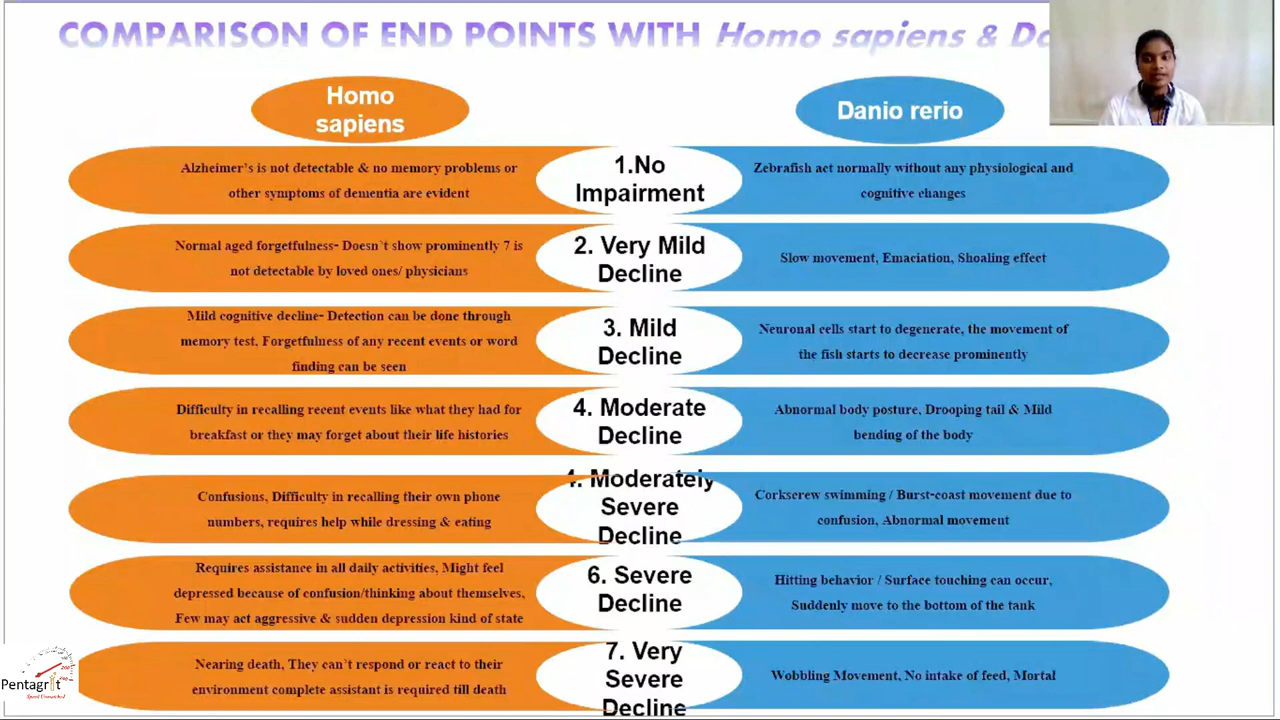 COMPARISON OF END POINTS WITH Homo sapiens &
Homo
sapiens
Danio rerio
Alzheimer's is not detectable & no memory problems or
other symptoms of dementia are evident
1.No
Impairment
Zebrafish act normally without any physiological and
cognitive changes
Normal aged forgetfulness- Doesn`t show prominently 7 is
not detectable by loved ones/ physicians
2. Very Mild
Decline
Slow movement, Emaciation, Shoaling effect
Mild cognitive decline- Detection can be done through
memory test, Forgetfulness of any recent events or word
finding can be seen
3. Mild
Decline
Neuronal cells start to degenerate, the movement of
the fish starts to decrease prominently
Difficulty in recalling recent events like what they had for
breakfast or they may forget about their life histories
4. Moderate
Decline
Abnormal body posture, Drooping tail & Mild
bending of the body
Confusions, Difficulty in recalling their own phone
numbers, requires help while dressing & eating
4. Moderately
Severe
Decline
Corkscrew swimming / Burst-coast movement due to
confusion, Abnormal movement
Requires assistance in all daily activities, Might feel
depressed because of confusion/thinking about themselves,
Few may act aggressive & sudden depression kind of state
6. Severe
Decline
Hitting behavior / Surface touching can occur,
Suddenly move to the bottom of the tank
Nearing death, They can't respond or react to their
environment complete assistant is required till death
7. Very
Severe
Decline
Wobbling Movement, No intake of feed, Mortal
Pentagrit